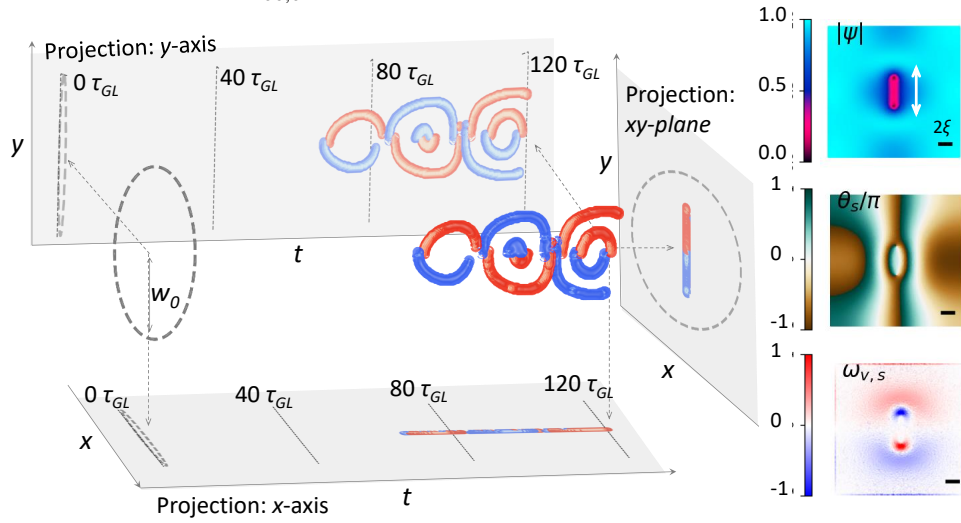 Projection: y-axis
0 τGL
40 τGL
80 τGL
120 τGL
y
t
w0
Projection:
xy-plane
y
x
0 τGL
40 τGL
80 τGL
120 τGL
x
t
Projection: x-axis
1.0
0.5
0.0
|ψ|
2ξ
1
0
-1
θs/π
1
0
-1
ωv, s